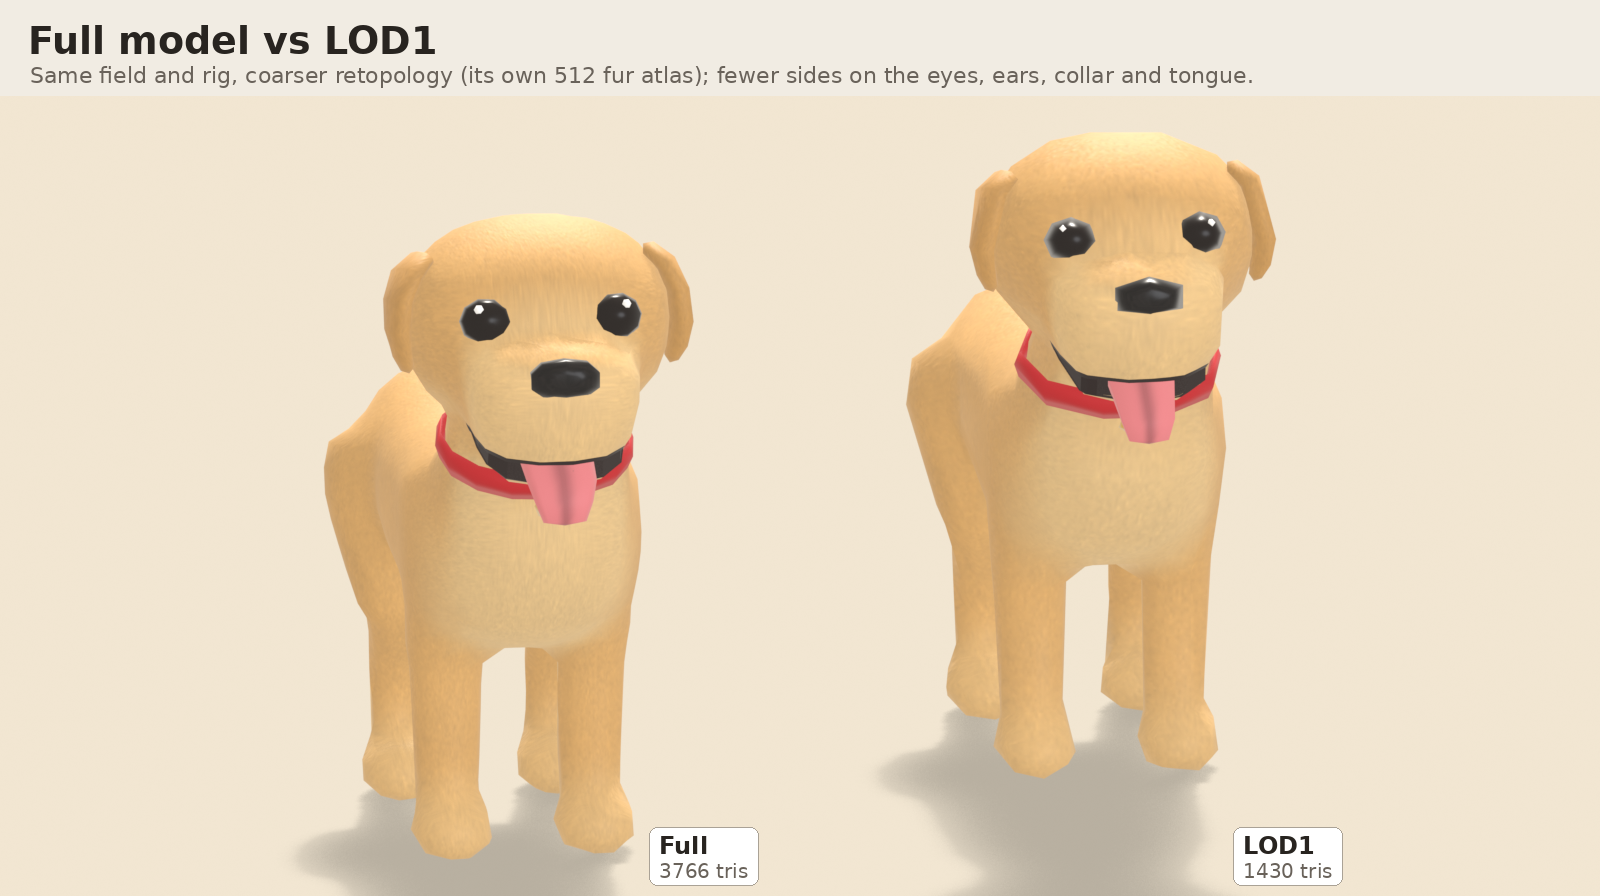 Full model vs LOD1
Same field and rig, coarser retopology (its own 512 fur atlas); fewer sides on the eyes, ears, collar and tongue.
Full
3766 tris
LOD1
1430 tris